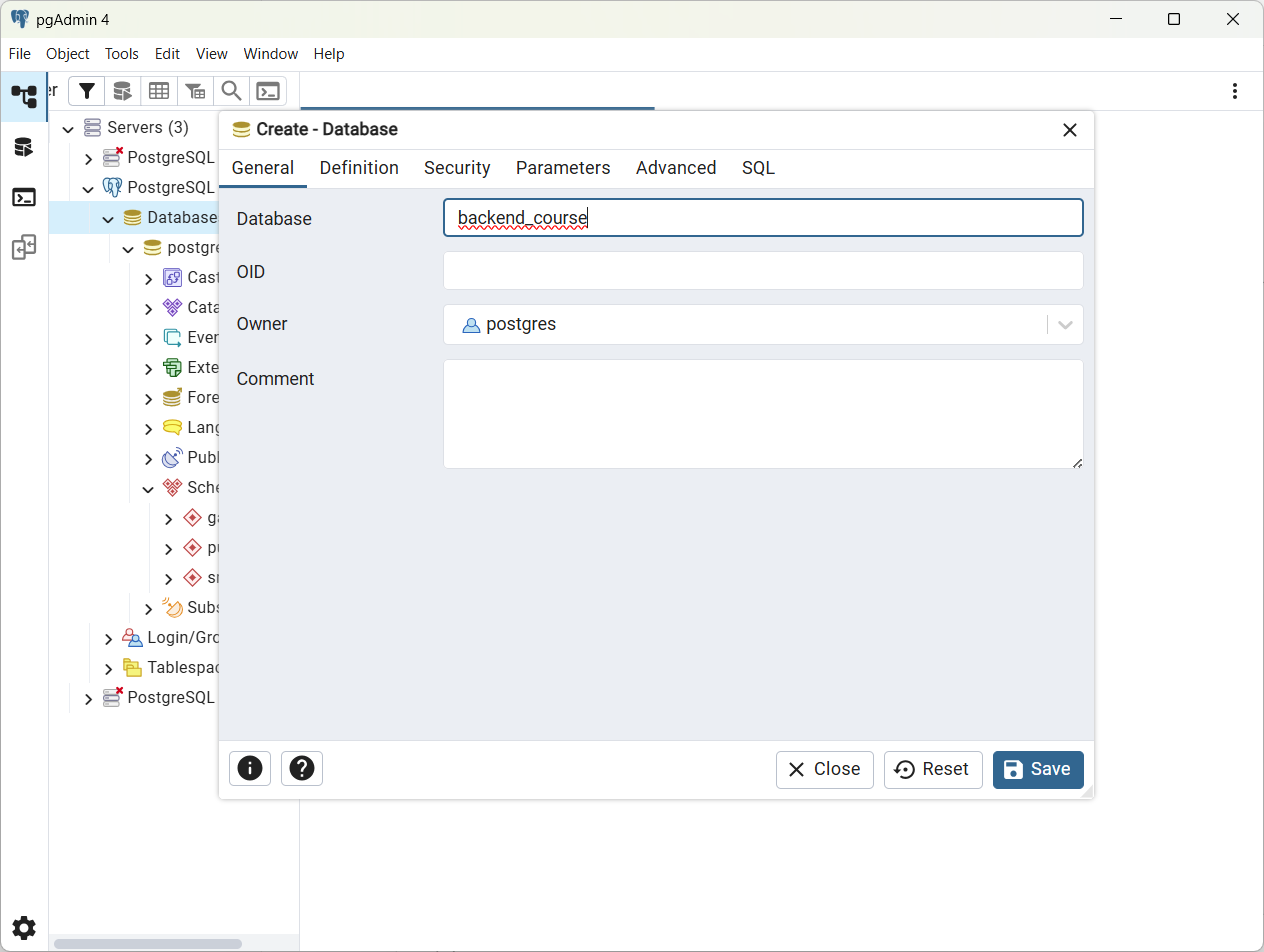 pgAdmin 4
File Object Tools Edit View Window Help
Servers (3)
PostgreSQL
PostgreSQL
Database
postgre
Cast
Cata
Even
Exte
Fore
Lang
Publ
Sche
Subs
Login/Gro
Tablespac
PostgreSQL
Create - Database
General Definition Security Parameters Advanced SQL
Database backend_course
OID
Owner postgres
Comment
Close Reset Save